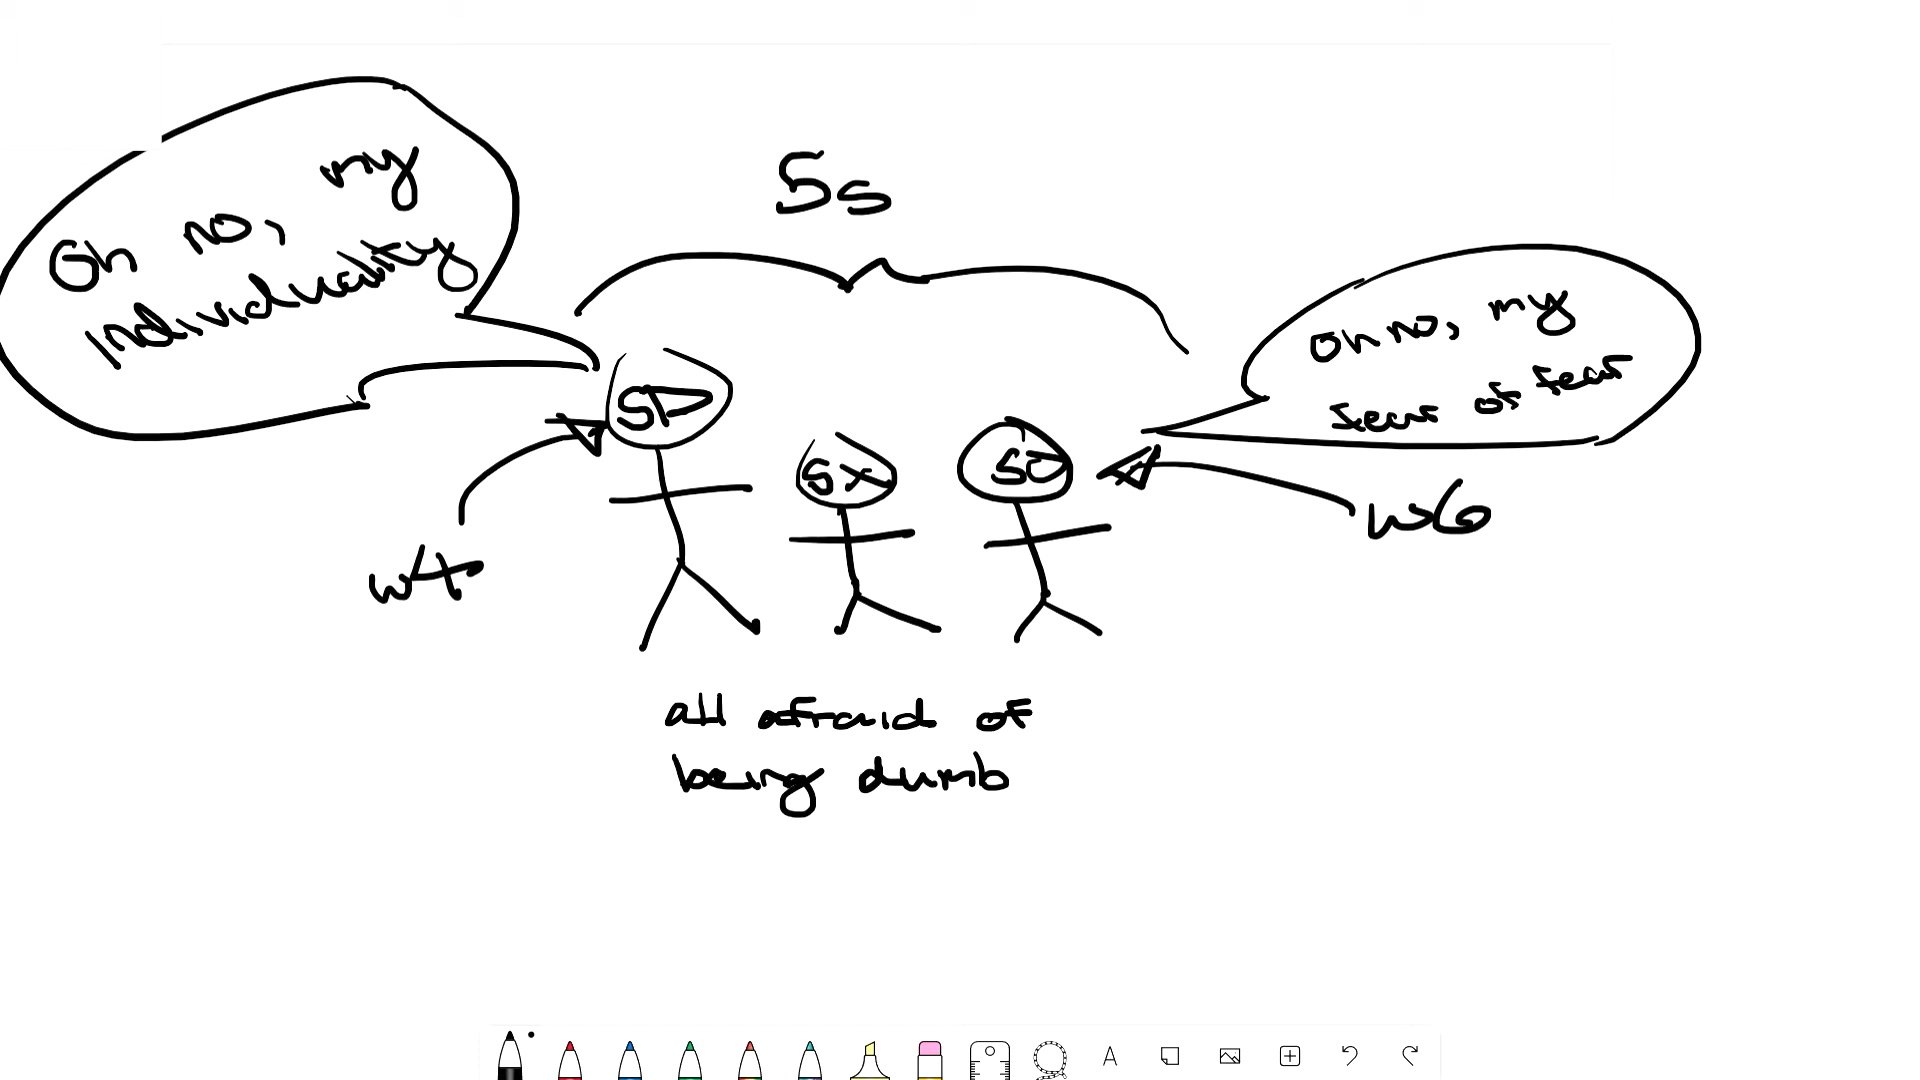 Oh no, my
individuality
5s
Oh no, my
fear of fear
SP
SX
SO
w4
w6
all afraid of
being dumb
A